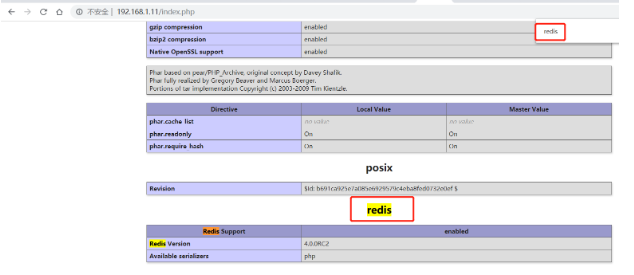 不安全 | 192.168.1.11/index.php
redis
gzip compression enabled
bzip2 compression enabled
Native OpenSSL support enabled
Phar based on pear/PHP_Archive, original concept by Davey Shafik.
Phar fully realized by Gregory Beaver and Marcus Boerger.
Portions of tar implementation Copyright (c) 2003-2009 Tim Kientzle.
Directive Local Value Master Value
phar.cache_list no value no value
phar.readonly On On
phar.require_hash On On
posix
Revision $Id: b691ca925e7a085e6929579c4eba8fed0732e0ef $
redis
Redis Support enabled
Redis Version 4.0.0RC2
Available serializers php